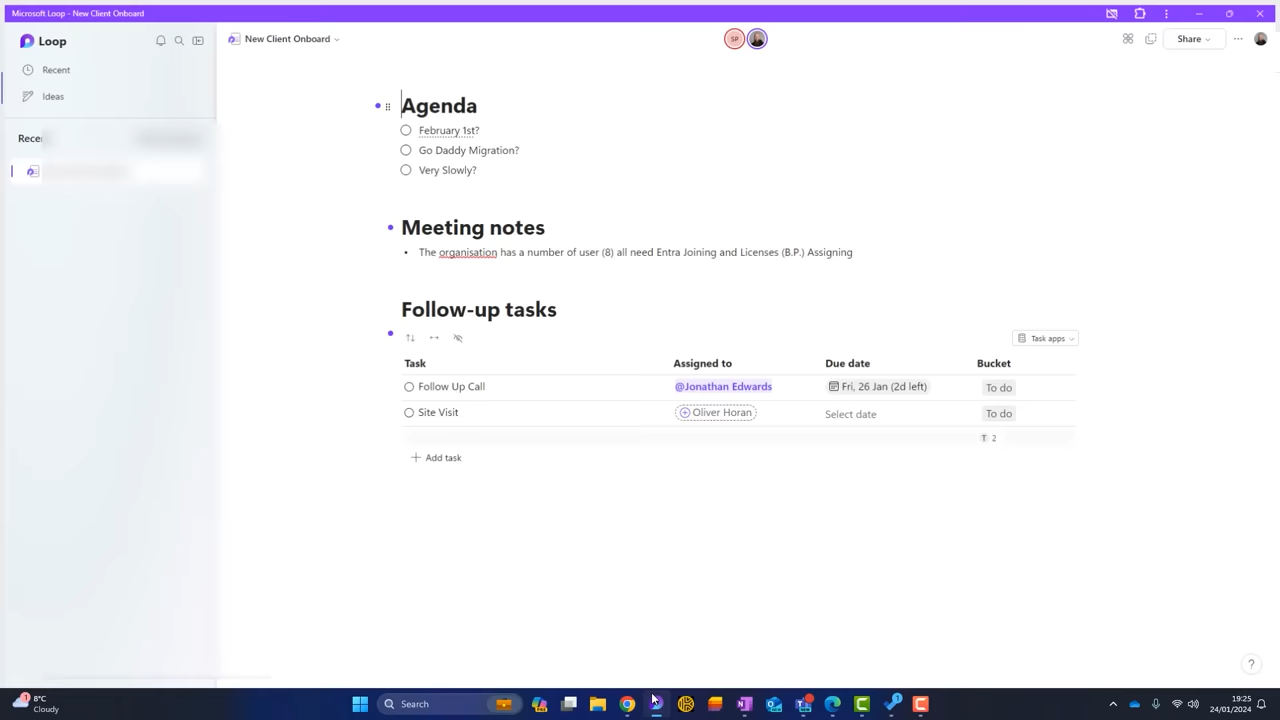 Microsoft Loop - New Client Onboard
Loop
New Client Onboard
SP
Share
Recent
Ideas
Agenda
February 1st?
Go Daddy Migration?
Very Slowly?
Meeting notes
• The organisation has a number of user (8) all need Entra Joining and Licenses (B.P.) Assigning
Follow-up tasks
Task apps
Task Assigned to Due date Bucket
Follow Up Call @Jonathan Edwards Fri, 26 Jan (2d left) To do
Site Visit Oliver Horan Select date To do
T 2
+ Add task
?
1
8°C
Cloudy
Search
19:25
24/01/2024